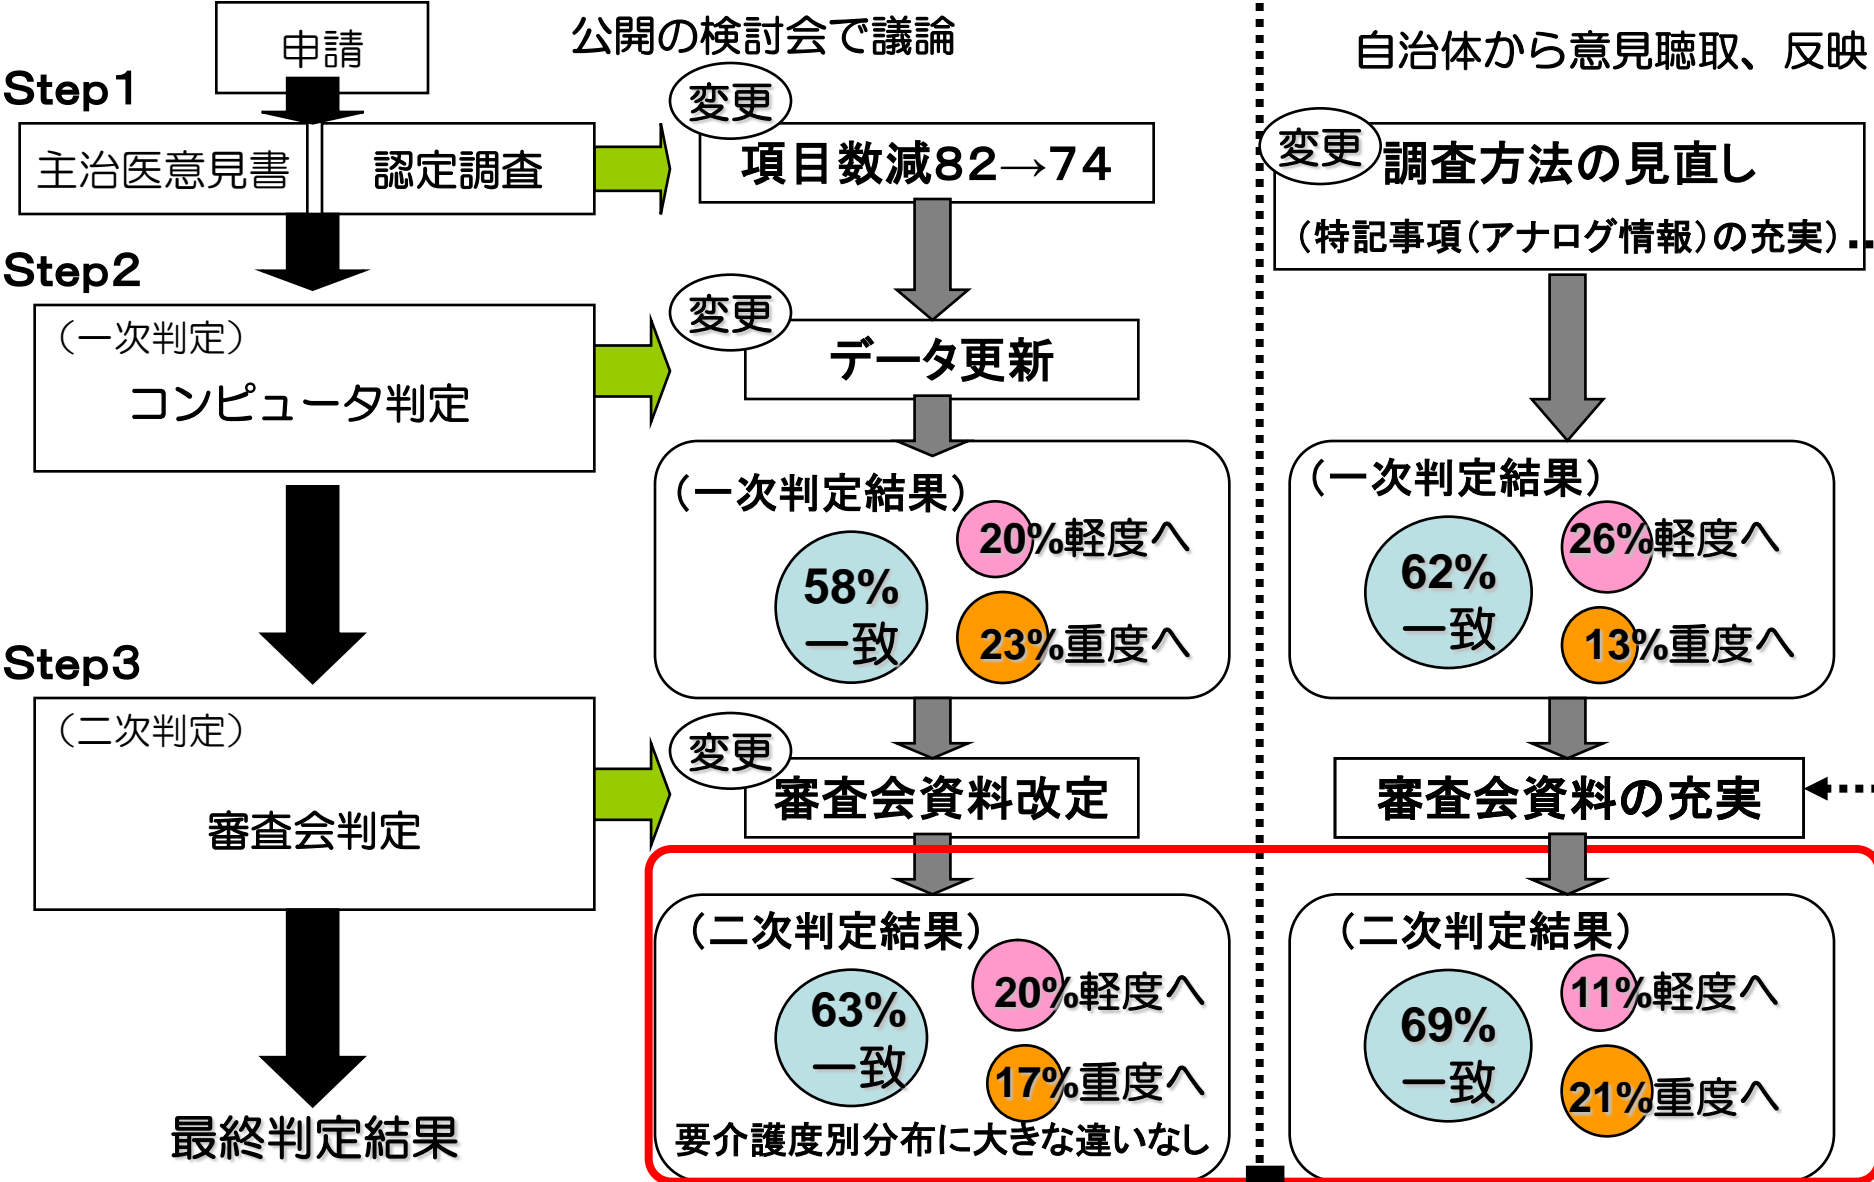 申請
公開の検討会で議論
自治体から意見聴取、反映
Step1
主治医意見書
認定調査
変更
項目数減82→74
変更
調査方法の見直し
（特記事項（アナログ情報）の充実）
Step2
（一次判定）
コンピュータ判定
変更
データ更新
（一次判定結果）
58%
一致
20%軽度へ
23%重度へ
（一次判定結果）
62%
一致
26%軽度へ
13%重度へ
Step3
（二次判定）
審査会判定
変更
審査会資料改定
審査会資料の充実
（二次判定結果）
63%
一致
20%軽度へ
17%重度へ
要介護度別分布に大きな違いなし
（二次判定結果）
69%
一致
11%軽度へ
21%重度へ
最終判定結果